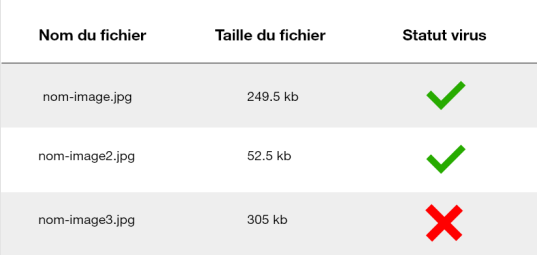 Nom du fichier Taille du fichier Statut virus
nom-image.jpg 249.5 kb
nom-image2.jpg 52.5 kb
nom-image3.jpg 305 kb